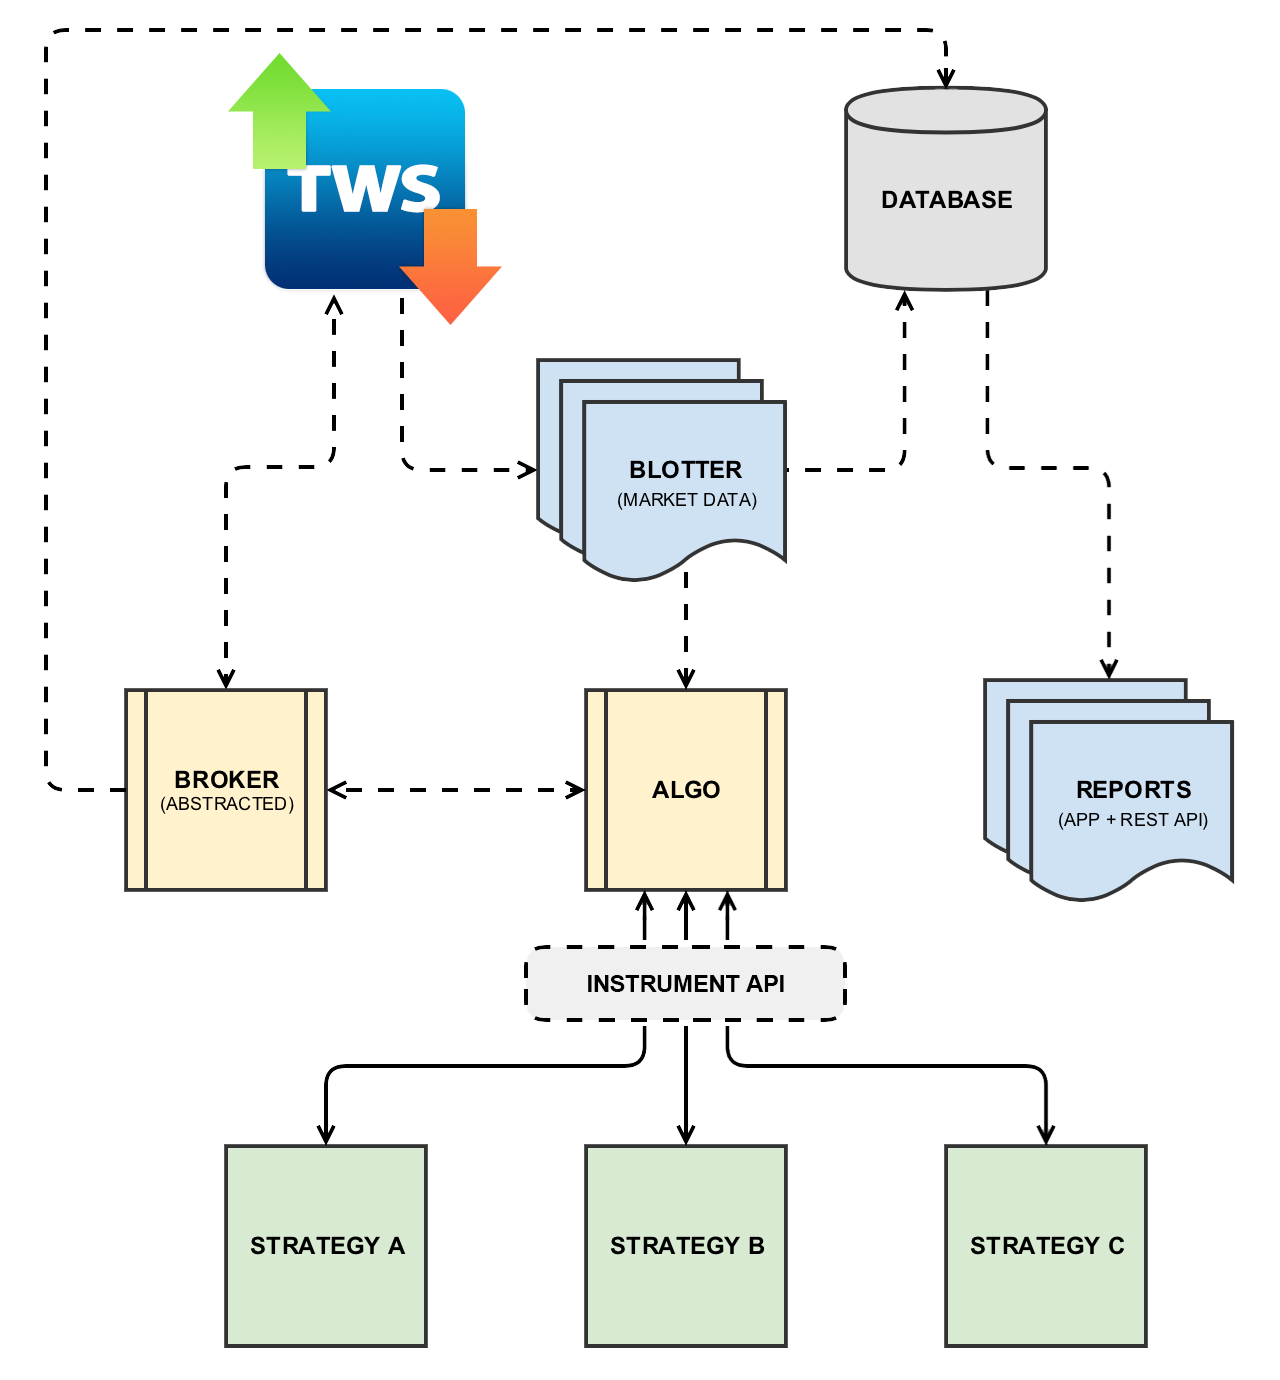 TWS
DATABASE
BLOTTER
(MARKET DATA)
BROKER
(ABSTRACTED)
ALGO
REPORTS
(APP + REST API)
INSTRUMENT API
STRATEGY A
STRATEGY B
STRATEGY C